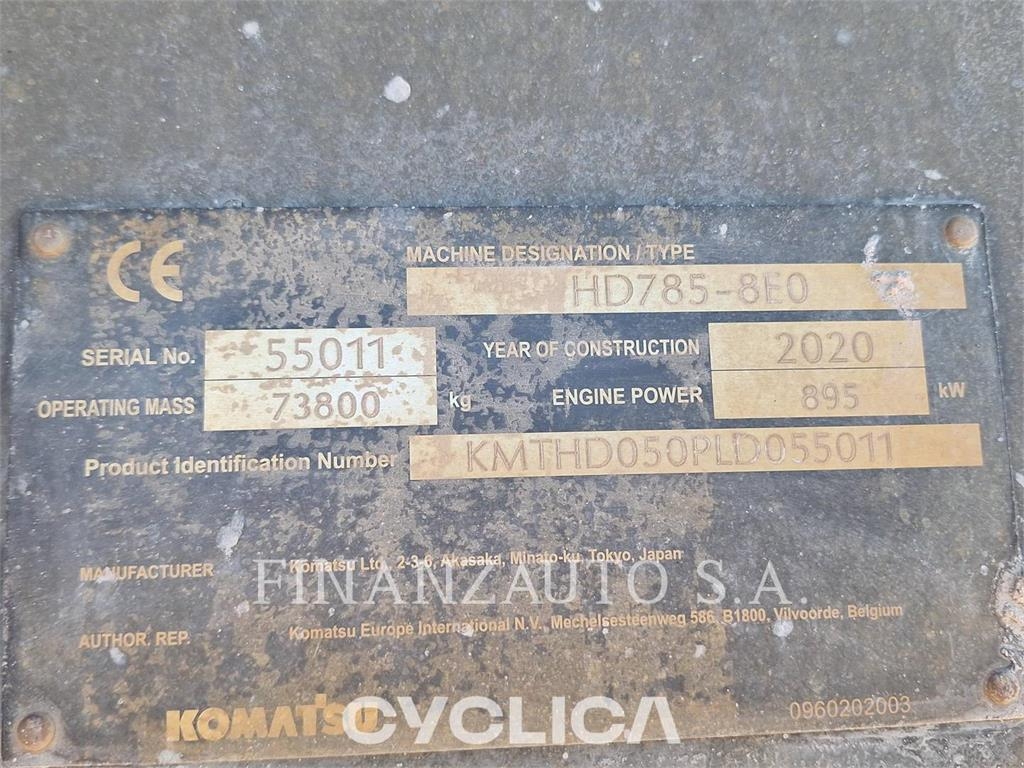 CE
MACHINE DESIGNATION / TYPE
HD785-8E0
SERIAL No. 55011 YEAR OF CONSTRUCTION 2020
OPERATING MASS 73800 kg ENGINE POWER 895 kW
Product Identification Number KMTHD050PLD055011
MANUFACTURER Komatsu Ltd., 2-3-6, Akasaka, Minato-ku, Tokyo, Japan
FINANZAUTO S.A.
AUTHOR. REP. Komatsu Europe International N.V., Mechelsesteenweg 586, B1800, Vilvoorde, Belgium
KOMATSU CYCLICA 0960202003